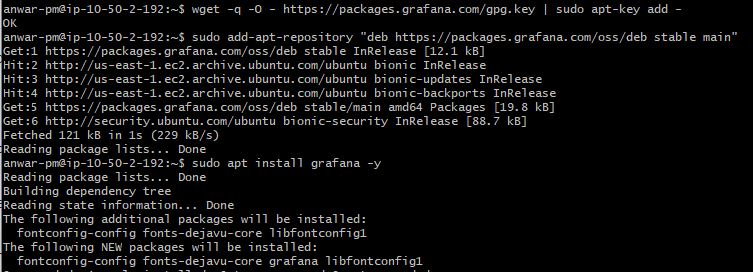 anwar-pm@ip-10-50-2-192:~$ wget -q -O - https://packages.grafana.com/gpg.key | sudo apt-key add -
OK
anwar-pm@ip-10-50-2-192:~$ sudo add-apt-repository "deb https://packages.grafana.com/oss/deb stable main"
Get:1 https://packages.grafana.com/oss/deb stable InRelease [12.1 kB]
Hit:2 http://us-east-1.ec2.archive.ubuntu.com/ubuntu bionic InRelease
Hit:3 http://us-east-1.ec2.archive.ubuntu.com/ubuntu bionic-updates InRelease
Hit:4 http://us-east-1.ec2.archive.ubuntu.com/ubuntu bionic-backports InRelease
Get:5 https://packages.grafana.com/oss/deb stable/main amd64 Packages [19.8 kB]
Get:6 http://security.ubuntu.com/ubuntu bionic-security InRelease [88.7 kB]
Fetched 121 kB in 1s (229 kB/s)
Reading package lists... Done
anwar-pm@ip-10-50-2-192:~$ sudo apt install grafana -y
Reading package lists... Done
Building dependency tree
Reading state information... Done
The following additional packages will be installed:
  fontconfig-config fonts-dejavu-core libfontconfig1
The following NEW packages will be installed:
  fontconfig-config fonts-dejavu-core grafana libfontconfig1